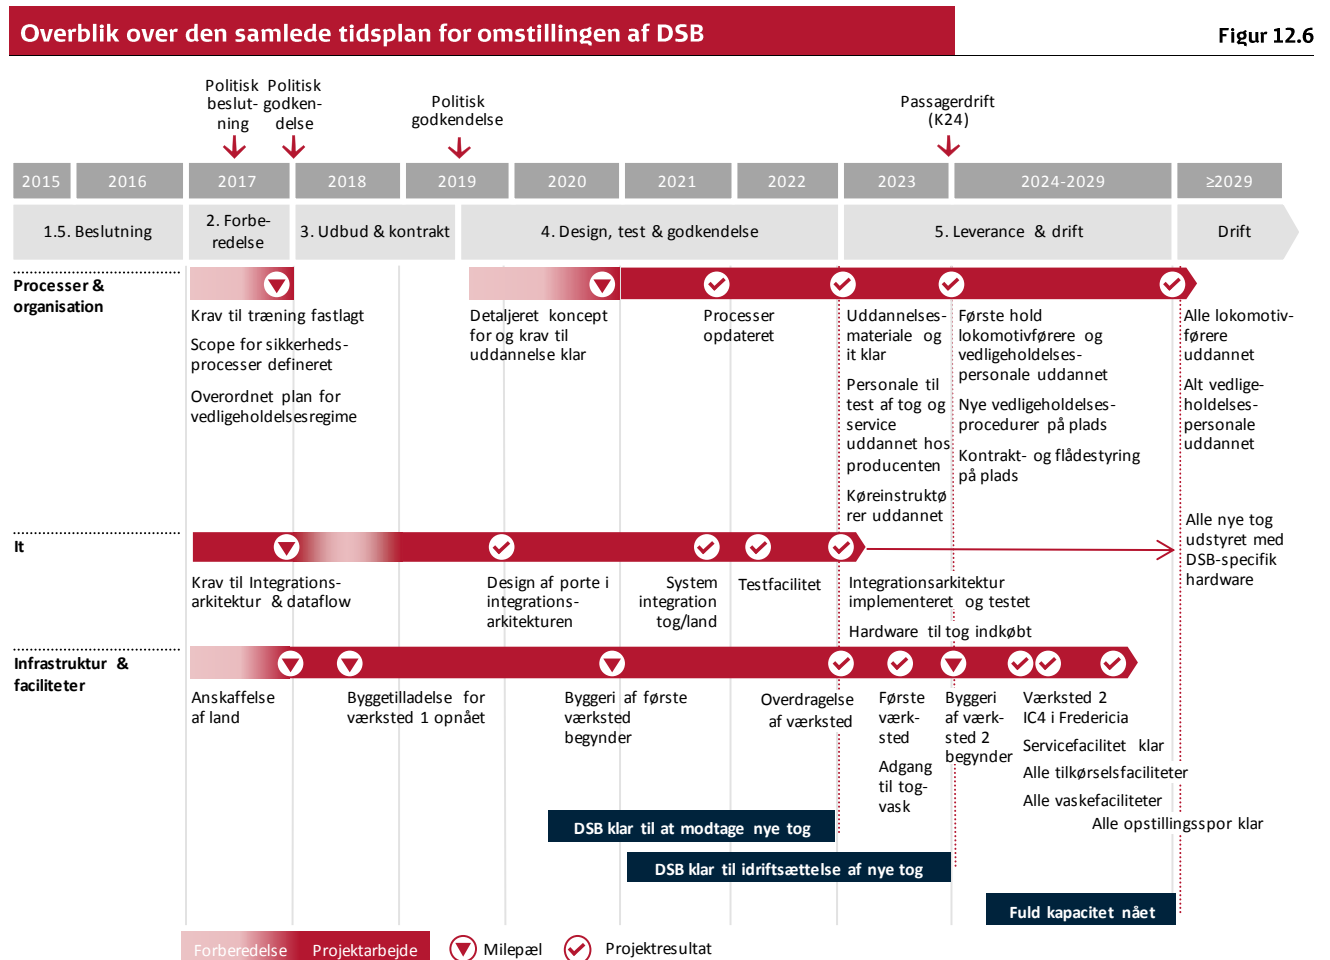 Overblik over den samlede tidsplan for omstillingen af DSB
Figur 12.6
Politisk
beslut-
ning
Politisk
godken-
delse
Politisk
godkendelse
Passagerdrift
(K24)
2015
2016
2017
2018
2019
2020
2021
2022
2023
2024-2029
≥2029
1.5. Beslutning
2. Forbe-
redelse
3. Udbud & kontrakt
4. Design, test & godkendelse
5. Leverance & drift
Drift
Processer &
organisation
Krav til træning fastlagt
Scope for sikkerheds-
processer defineret
Overordnet plan for
vedligeholdelsesregime
Detaljeret koncept
for og krav til
uddannelse klar
Processer
opdateret
Uddannelses-
materiale og
it klar
Personale til
test af tog og
service
uddannet hos
producenten
Køreinstruktø
rer uddannet
Første hold
lokomotivførere og
vedligeholdelses-
personale uddannet
Nye vedligeholdelses-
procedurer på plads
Kontrakt- og flådestyring
på plads
Alle lokomotiv-
førere
uddannet
Alt vedlige-
holdelses-
personale
uddannet
It
Krav til Integrations-
arkitektur & dataflow
Design af porte i
integrations-
arkitekturen
System
integration
tog/land
Testfacilitet
Integrationsarkitektur
implementeret og testet
Hardware til tog indkøbt
Alle nye tog
udstyret med
DSB-specifik
hardware
Infrastruktur &
faciliteter
Anskaffelse
af land
Byggetilladelse for
værksted 1 opnået
Byggeri af første
værksted
begynder
Overdragelse
af værksted
Første
værk-
sted
Adgang
til tog-
vask
Byggeri
af værk-
sted 2
begynder
Værksted 2
IC4 i Fredericia
Servicefacilitet klar
Alle tilkørselsfaciliteter
Alle vaskefaciliteter
Alle opstillingsspor klar
DSB klar til at modtage nye tog
DSB klar til idriftsættelse af nye tog
Fuld kapacitet nået
Forberedelse
Projektarbejde
Milepæl
Projektresultat